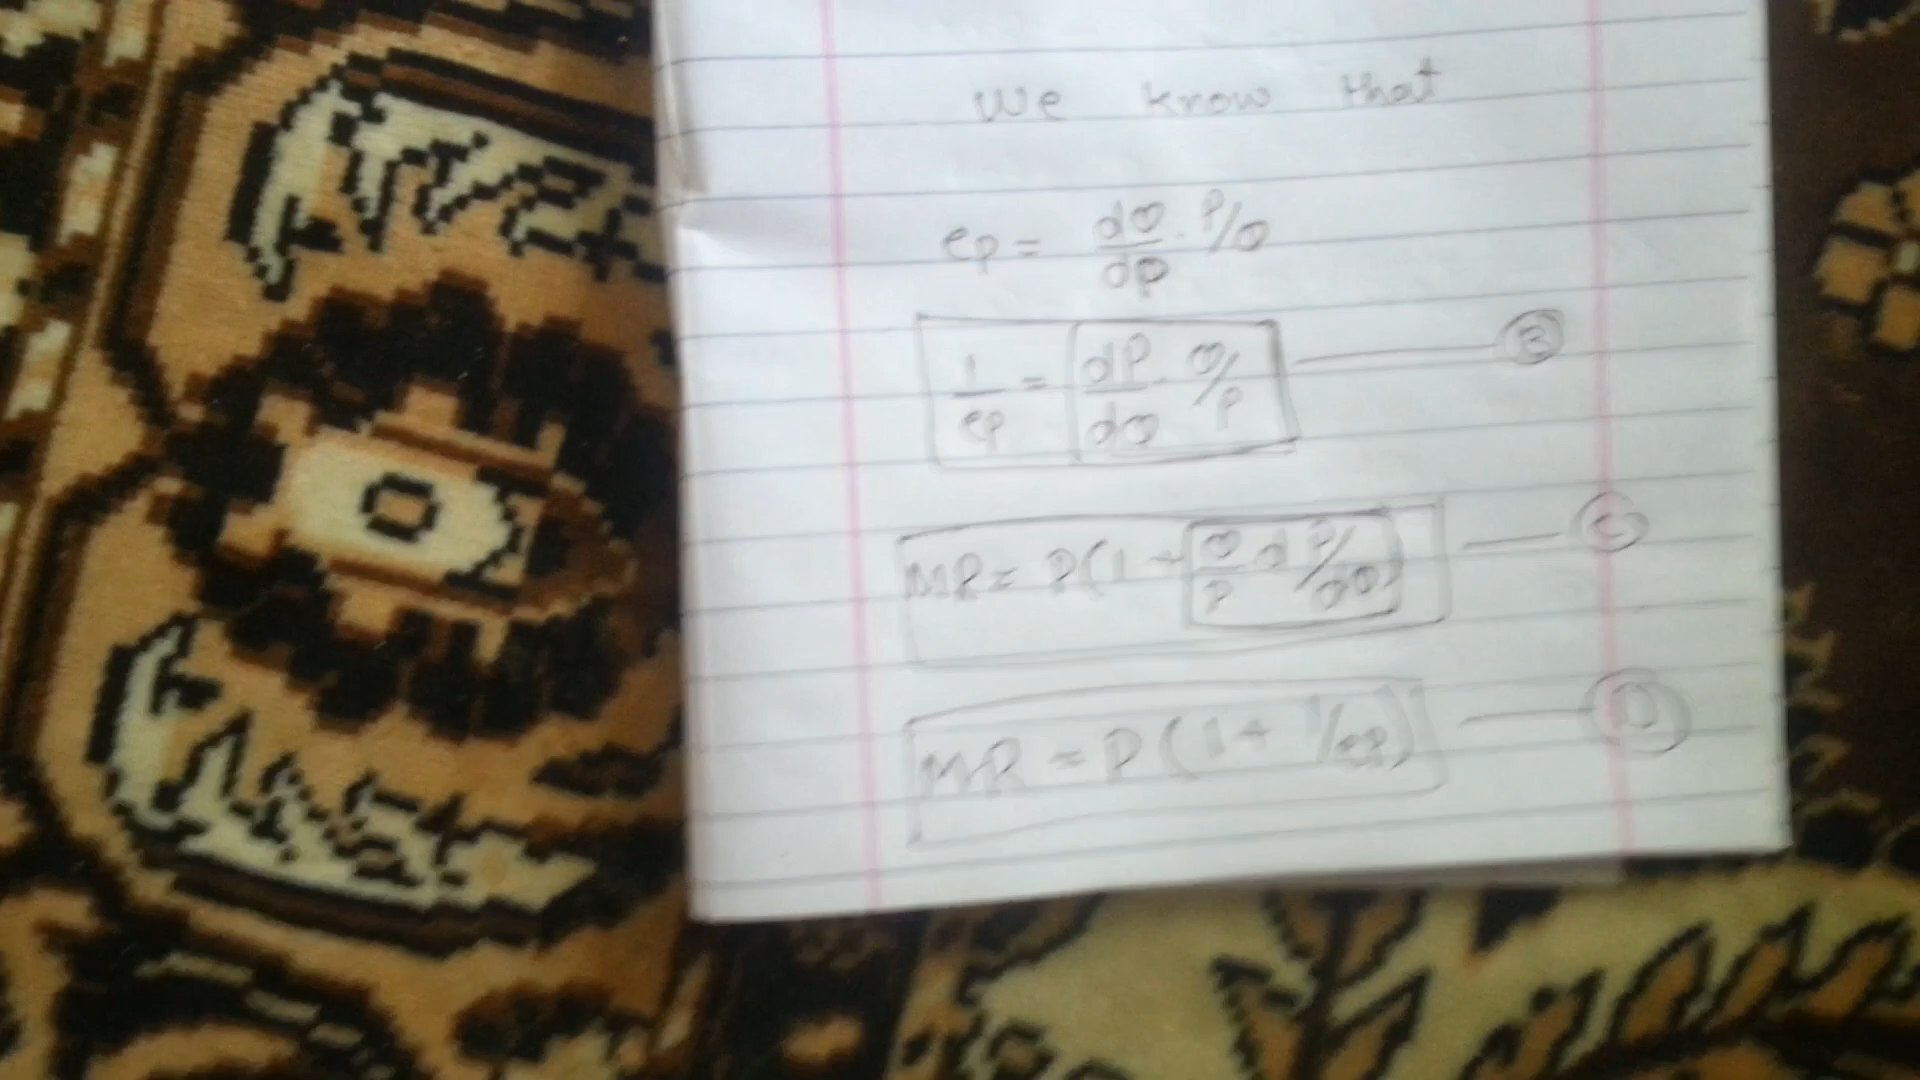 We know that
ep = dQ/dP . P/Q
1/ep = dP/dQ . Q/P — B
MR = P(1 + Q/P dP/dQ) — C
MR = P(1 + 1/ep) — D